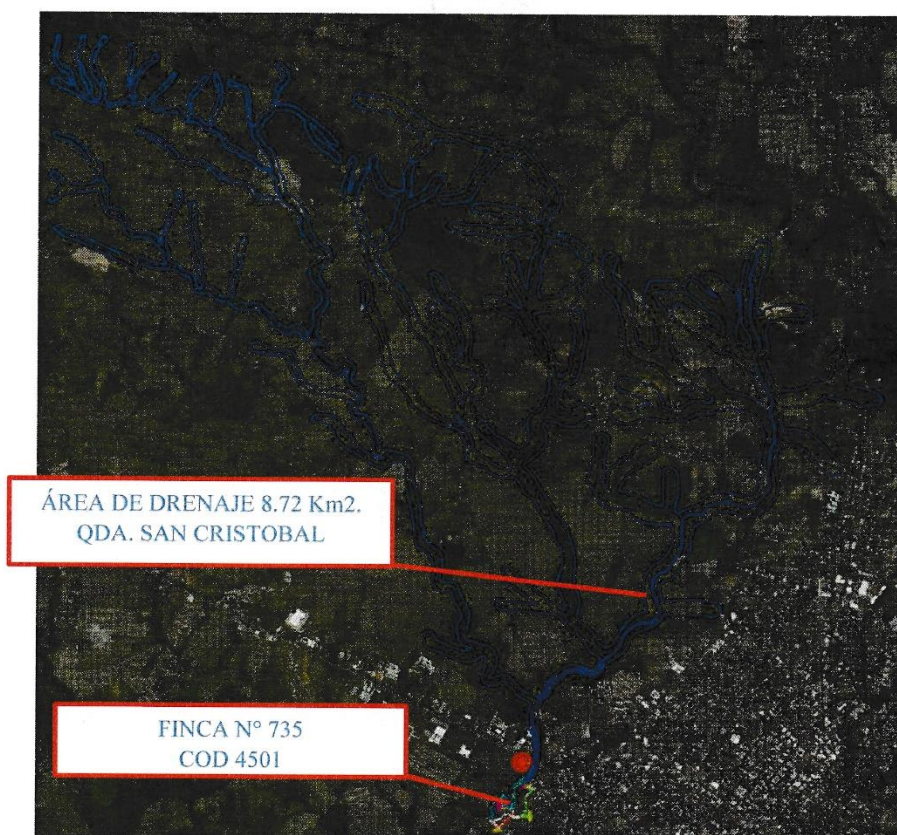 ÁREA DE DRENAJE 8.72 Km2.
QDA. SAN CRISTOBAL
FINCA N° 735
COD 4501